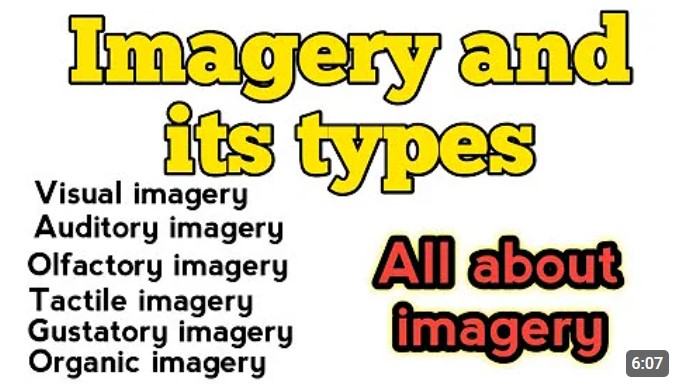 Imagery and
its types
Visual imagery
Auditory imagery
Olfactory imagery
Tactile imagery
Gustatory imagery
Organic imagery
All about
imagery
6:07